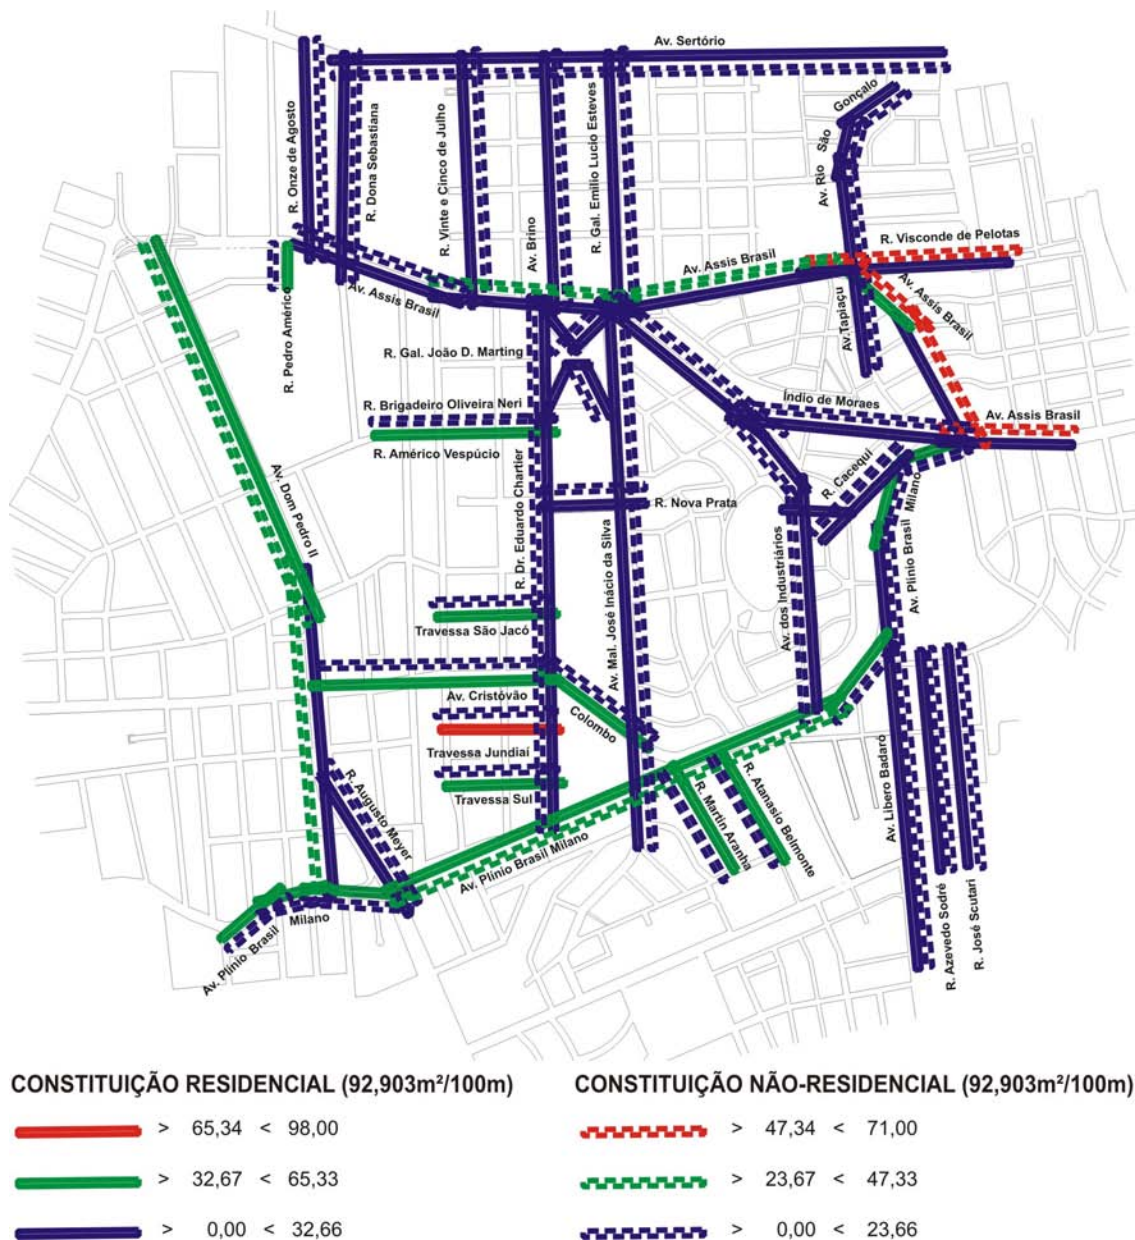 Av. Sertório
Gonçalo
São
Av. Rio
R. Onze de Agosto
R. Dona Sebastiana
R. Vinte e Cinco de Julho
Av. Brino
R. Gal. Emilio Lucio Esteves
R. Visconde de Pelotas
Av. Assis Brasil
Av. Assis Brasil
Av. Assis Brasil
R. Pedro Américo
Av.Tapiaçu
R. Gal. João D. Marting
R. Brigadeiro Oliveira Neri
Índio de Moraes
Av. Assis Brasil
R. Américo Vespúcio
R. Cacequi
Av. Dom Pedro II
R. Dr. Eduardo Chartier
R. Nova Prata
Av. Plínio Brasil
Milano
Av. Mal. José Inácio da Silva
Av. dos Industriários
Travessa São Jacó
Av. Cristóvão
Colombo
Travessa Jundiaí
Travessa Sul
R. Augusto Meyer
R. Martin Aranha
R. Atanasio Belmonte
Av. Libero Badaró
Av. Plínio Brasil Milano
R. Azevedo Sodré
R. José Scutari
Av. Plínio Brasil
Milano
CONSTITUIÇÃO RESIDENCIAL (92,903m²/100m)
> 65,34 < 98,00
> 32,67 < 65,33
> 0,00 < 32,66
CONSTITUIÇÃO NÃO-RESIDENCIAL (92,903m²/100m)
> 47,34 < 71,00
> 23,67 < 47,33
> 0,00 < 23,66